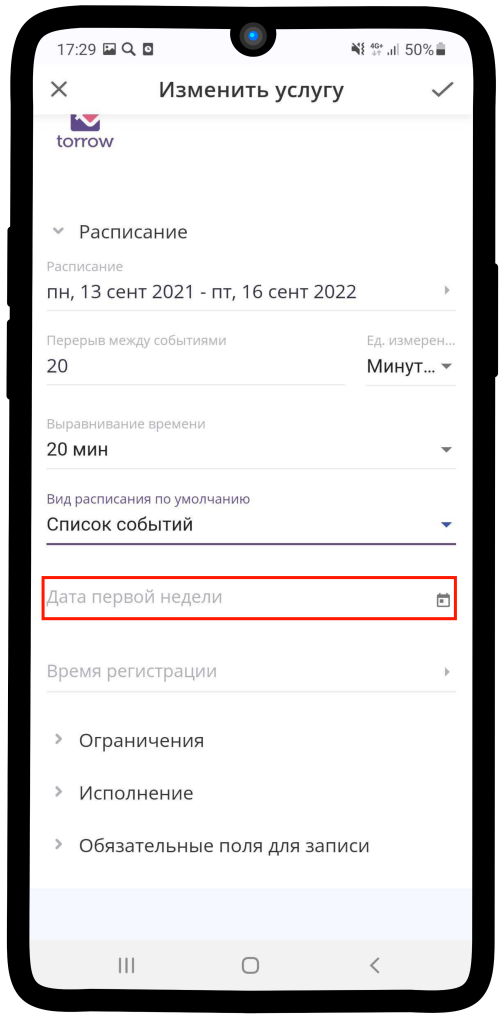 17:29 4G+ 50%
Изменить услугу
torrow
Расписание
Расписание
пн, 13 сент 2021 - пт, 16 сент 2022
Перерыв между событиями Ед. измерен...
20 Минут...
Выравнивание времени
20 мин
Вид расписания по умолчанию
Список событий
Дата первой недели
Время регистрации
Ограничения
Исполнение
Обязательные поля для записи